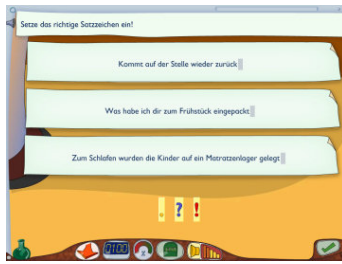 Setze das richtige Satzzeichen ein!
Kommt auf der Stelle wieder zurück
Was habe ich dir zum Frühstück eingepackt
Zum Schlafen wurden die Kinder auf ein Matratzenlager gelegt
. ? !